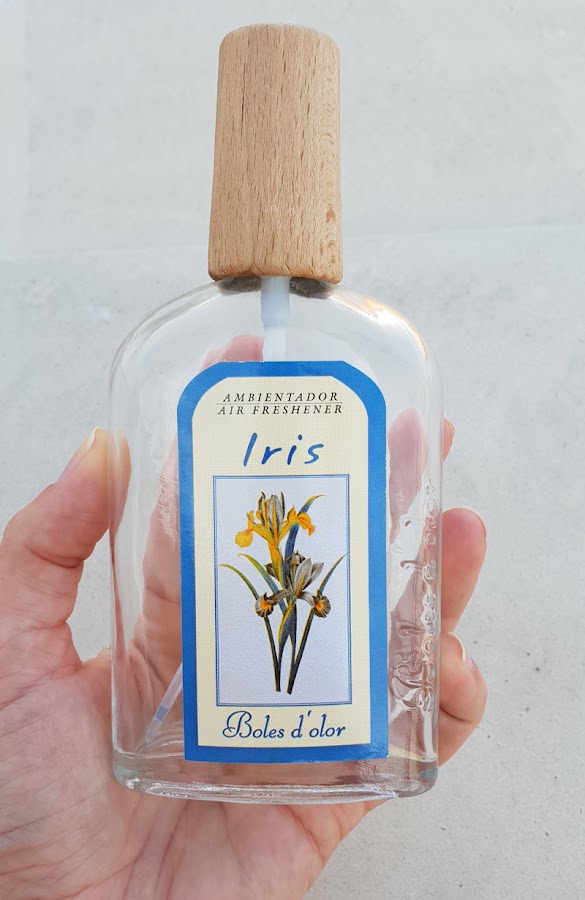 AMBIENTADOR
AIR FRESHENER
Iris
Boles d'olor